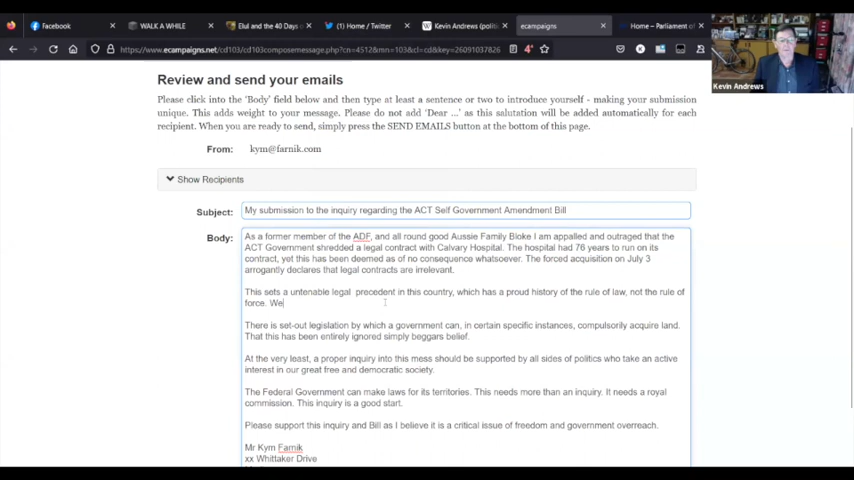 Facebook
WALK A WHILE
Elul and the 40 Days o
(1) Home / Twitter
Kevin Andrews (politi
ecampaigns
Home – Parliament of
https://www.ecampaigns.net/cd103/cd103composemessage.php?cn=4512&mn=103&cl=cd&key=26091037826
Kevin Andrews
Review and send your emails
Please click into the 'Body' field below and then type at least a sentence or two to introduce yourself - making your submission
unique. This adds weight to your message. Please do not add 'Dear ...' as this salutation will be added automatically for each
recipient. When you are ready to send, simply press the SEND EMAILS button at the bottom of this page.
From: kym@farnik.com
Show Recipients
Subject: My submission to the inquiry regarding the ACT Self Government Amendment Bill
Body: As a former member of the ADF, and all round good Aussie Family Bloke I am appalled and outraged that the
ACT Government shredded a legal contract with Calvary Hospital. The hospital had 76 years to run on its
contract, yet this has been deemed as of no consequence whatsoever. The forced acquisition on July 3
arrogantly declares that legal contracts are irrelevant.
This sets a untenable legal precedent in this country, which has a proud history of the rule of law, not the rule of
force. We
There is set-out legislation by which a government can, in certain specific instances, compulsorily acquire land.
That this has been entirely ignored simply beggars belief.
At the very least, a proper inquiry into this mess should be supported by all sides of politics who take an active
interest in our great free and democratic society.
The Federal Government can make laws for its territories. This needs more than an inquiry. It needs a royal
commission. This inquiry is a good start.
Please support this inquiry and Bill as I believe it is a critical issue of freedom and government overreach.
Mr Kym Farnik
xx Whittaker Drive